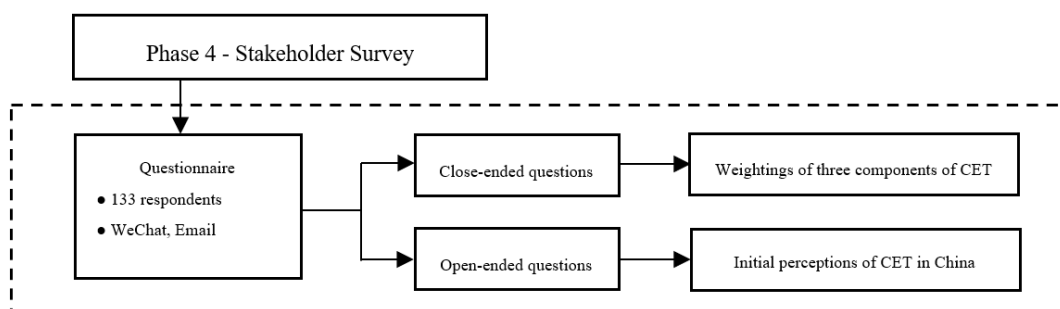 Phase 4 - Stakeholder Survey
Questionnaire
● 133 respondents
● WeChat, Email
Close-ended questions
Weightings of three components of CET
Open-ended questions
Initial perceptions of CET in China